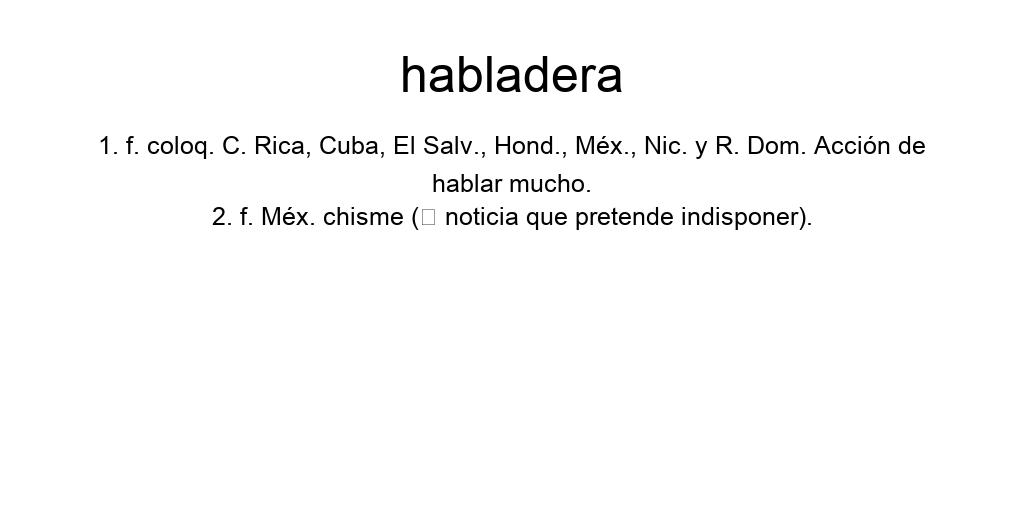 habladera
1. f. coloq. C. Rica, Cuba, El Salv., Hond., Méx., Nic. y R. Dom. Acción de
hablar mucho.
2. f. Méx. chisme (▯ noticia que pretende indisponer).